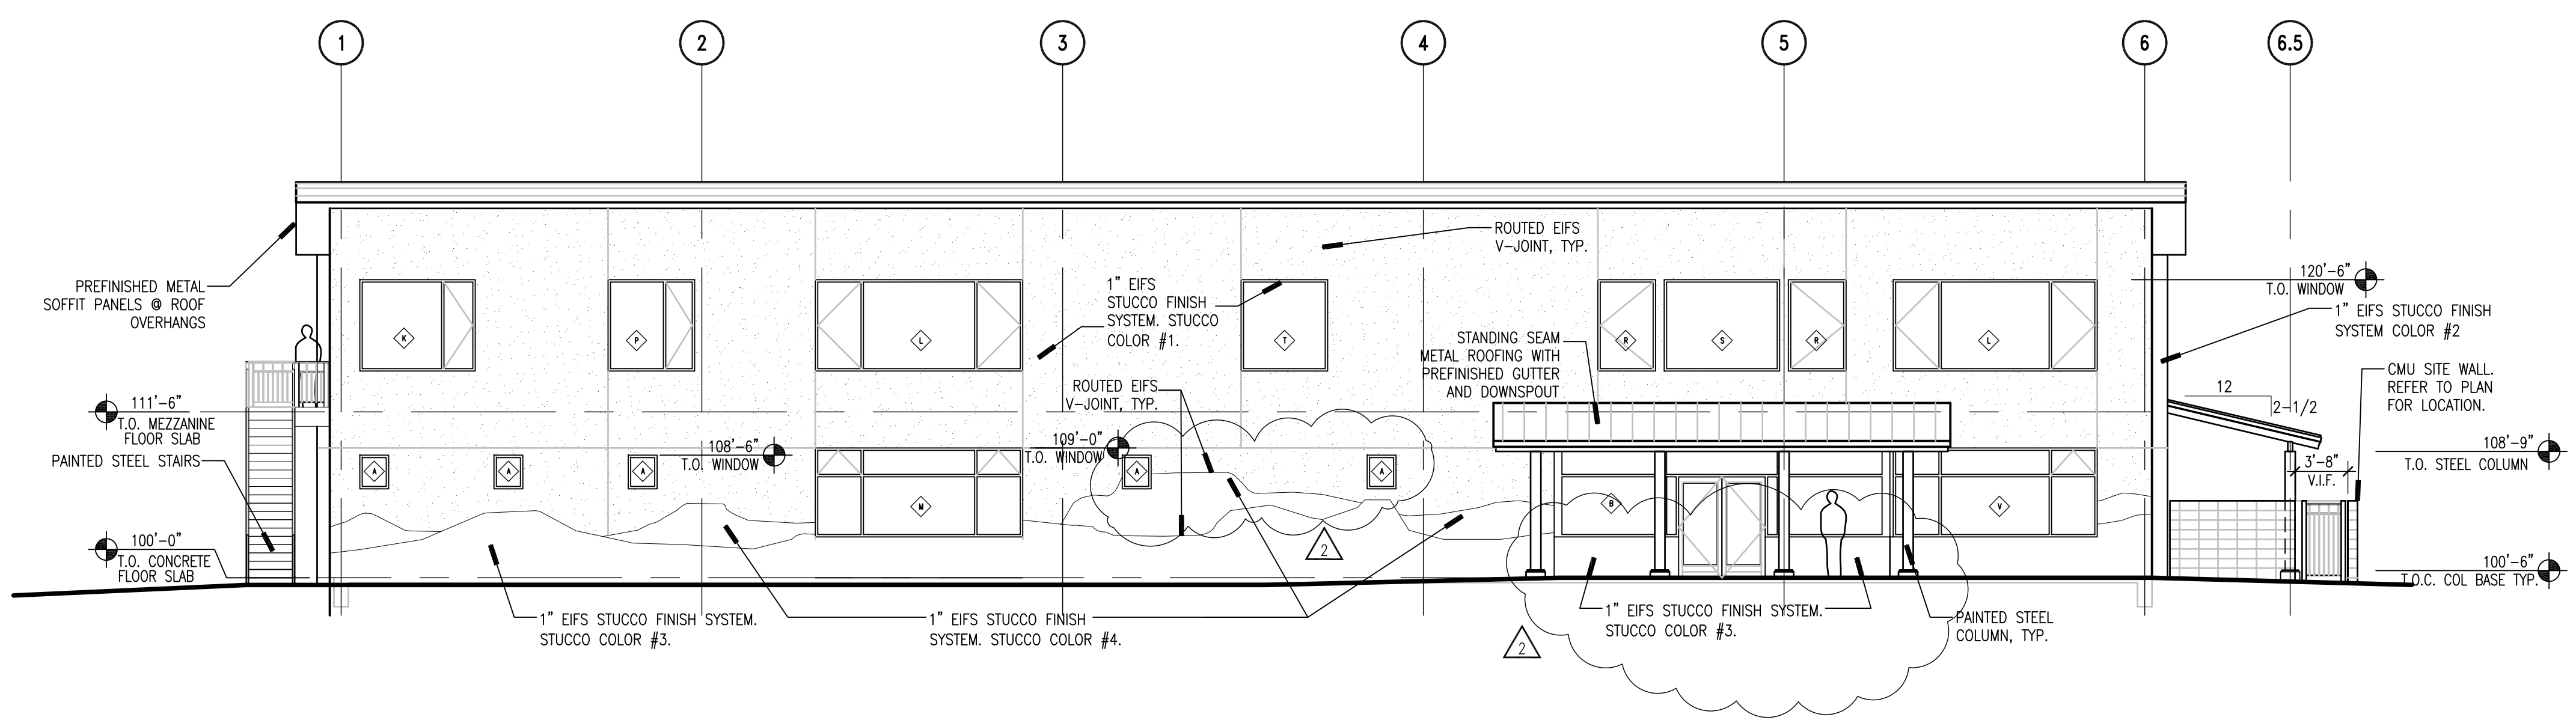 1
2
3
4
5
6
6.5
PREFINISHED METAL
SOFFIT PANELS @ ROOF
OVERHANGS
111'-6"
T.O. MEZZANINE
FLOOR SLAB
PAINTED STEEL STAIRS
100'-0"
T.O. CONCRETE
FLOOR SLAB
K
P
L
T
R
S
R
L
ROUTED EIFS
V-JOINT, TYP.
1" EIFS
STUCCO FINISH
SYSTEM. STUCCO
COLOR #1.
STANDING SEAM
METAL ROOFING WITH
PREFINISHED GUTTER
AND DOWNSPOUT
ROUTED EIFS
V-JOINT, TYP.
108'-6"
T.O. WINDOW
109'-0"
T.O. WINDOW
A
A
A
M
A
A
B
V
2
2
1" EIFS STUCCO FINISH SYSTEM.
STUCCO COLOR #3.
1" EIFS STUCCO FINISH
SYSTEM. STUCCO COLOR #4.
1" EIFS STUCCO FINISH SYSTEM.
STUCCO COLOR #3.
PAINTED STEEL
COLUMN, TYP.
120'-6"
T.O. WINDOW
1" EIFS STUCCO FINISH
SYSTEM COLOR #2
CMU SITE WALL.
REFER TO PLAN
FOR LOCATION.
12
2-1/2
3'-8"
V.I.F.
108'-9"
T.O. STEEL COLUMN
100'-6"
T.O.C. COL BASE TYP.